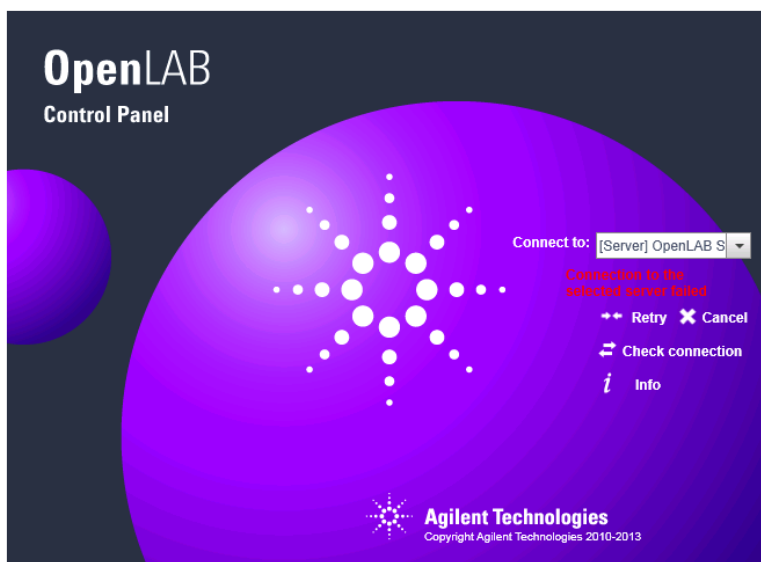 OpenLAB
Control Panel
Connect to: [Server] OpenLAB S
Connection to the
selected server failed
Retry Cancel
Check connection
i Info
Agilent Technologies
Copyright Agilent Technologies 2010-2013